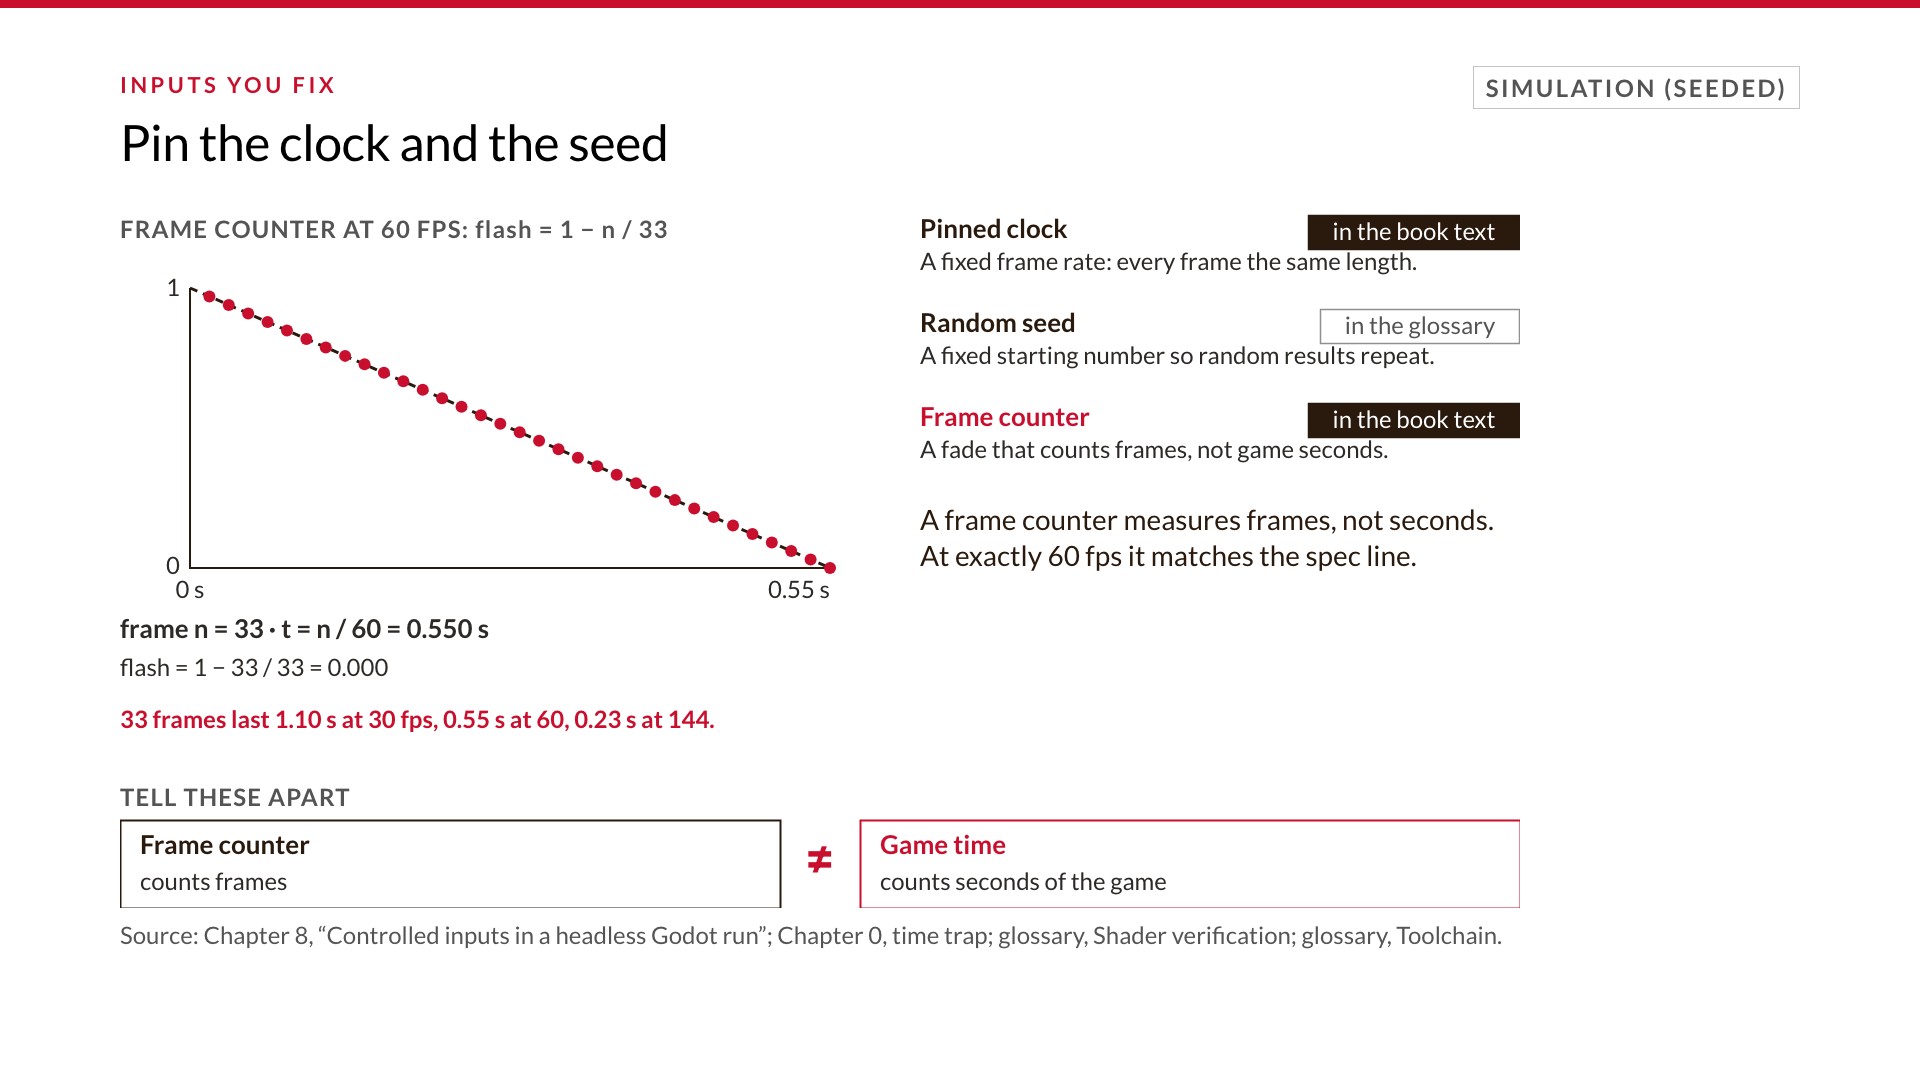 INPUTS YOU FIX
SIMULATION (SEEDED)
Pin the clock and the seed
FRAME COUNTER AT 60 FPS: flash = 1 − n / 33
1
0
0 s
0.55 s
frame n = 33 · t = n / 60 = 0.550 s
flash = 1 − 33 / 33 = 0.000
33 frames last 1.10 s at 30 fps, 0.55 s at 60, 0.23 s at 144.
Pinned clock
in the book text
A fixed frame rate: every frame the same length.
Random seed
in the glossary
A fixed starting number so random results repeat.
Frame counter
in the book text
A fade that counts frames, not game seconds.
A frame counter measures frames, not seconds.
At exactly 60 fps it matches the spec line.
TELL THESE APART
Frame counter
counts frames
≠
Game time
counts seconds of the game
Source: Chapter 8, “Controlled inputs in a headless Godot run”; Chapter 0, time trap; glossary, Shader verification; glossary, Toolchain.